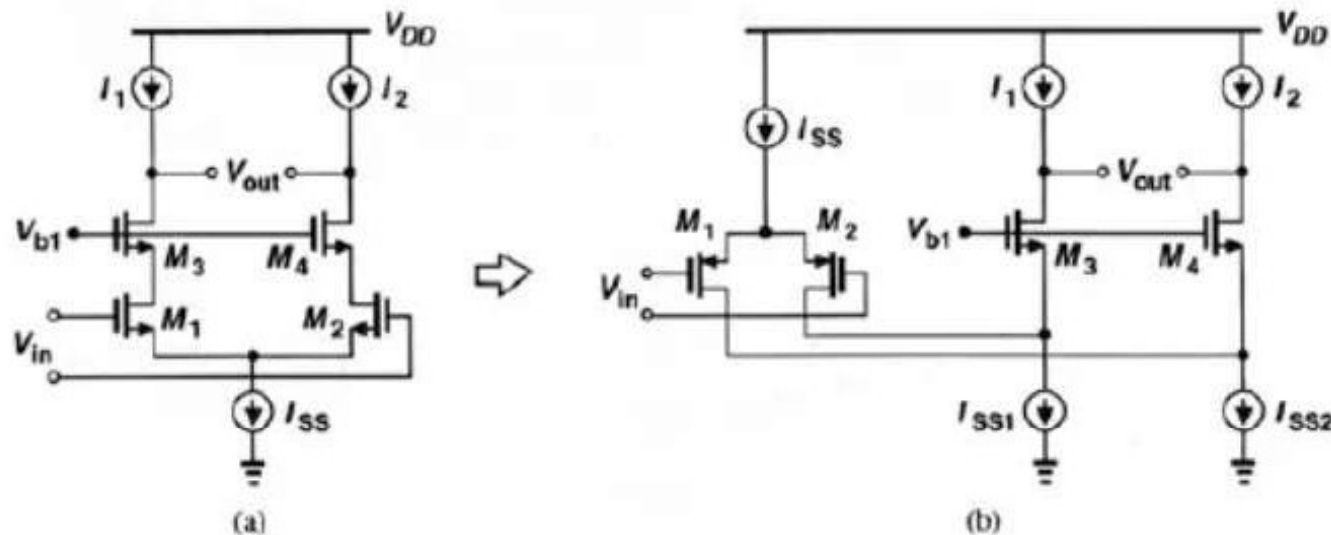 V_DD
I_1
I_2
V_out
V_b1
M_3
M_4
M_1
M_2
V_in
I_SS
(a)
V_DD
I_SS
I_1
I_2
V_out
M_1
M_2
V_b1
M_3
M_4
V_in
I_SS1
I_SS2
(b)